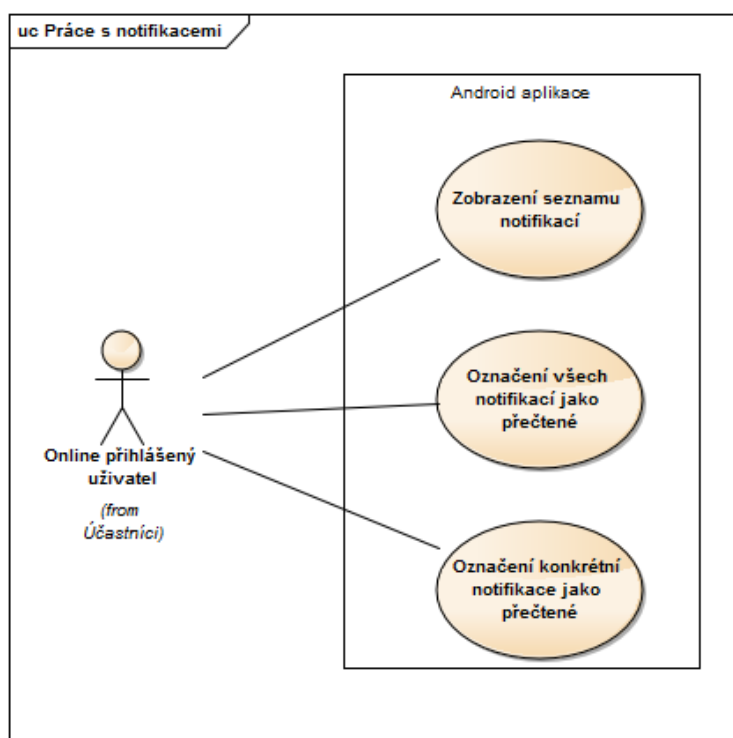 uc Práce s notifikacemi
Android aplikace
Zobrazení seznamu
notifikací
Označení všech
notifikací jako
přečtené
Online přihlášený
uživatel
(from
Účastníci)
Označení konkrétní
notifikace jako
přečtené